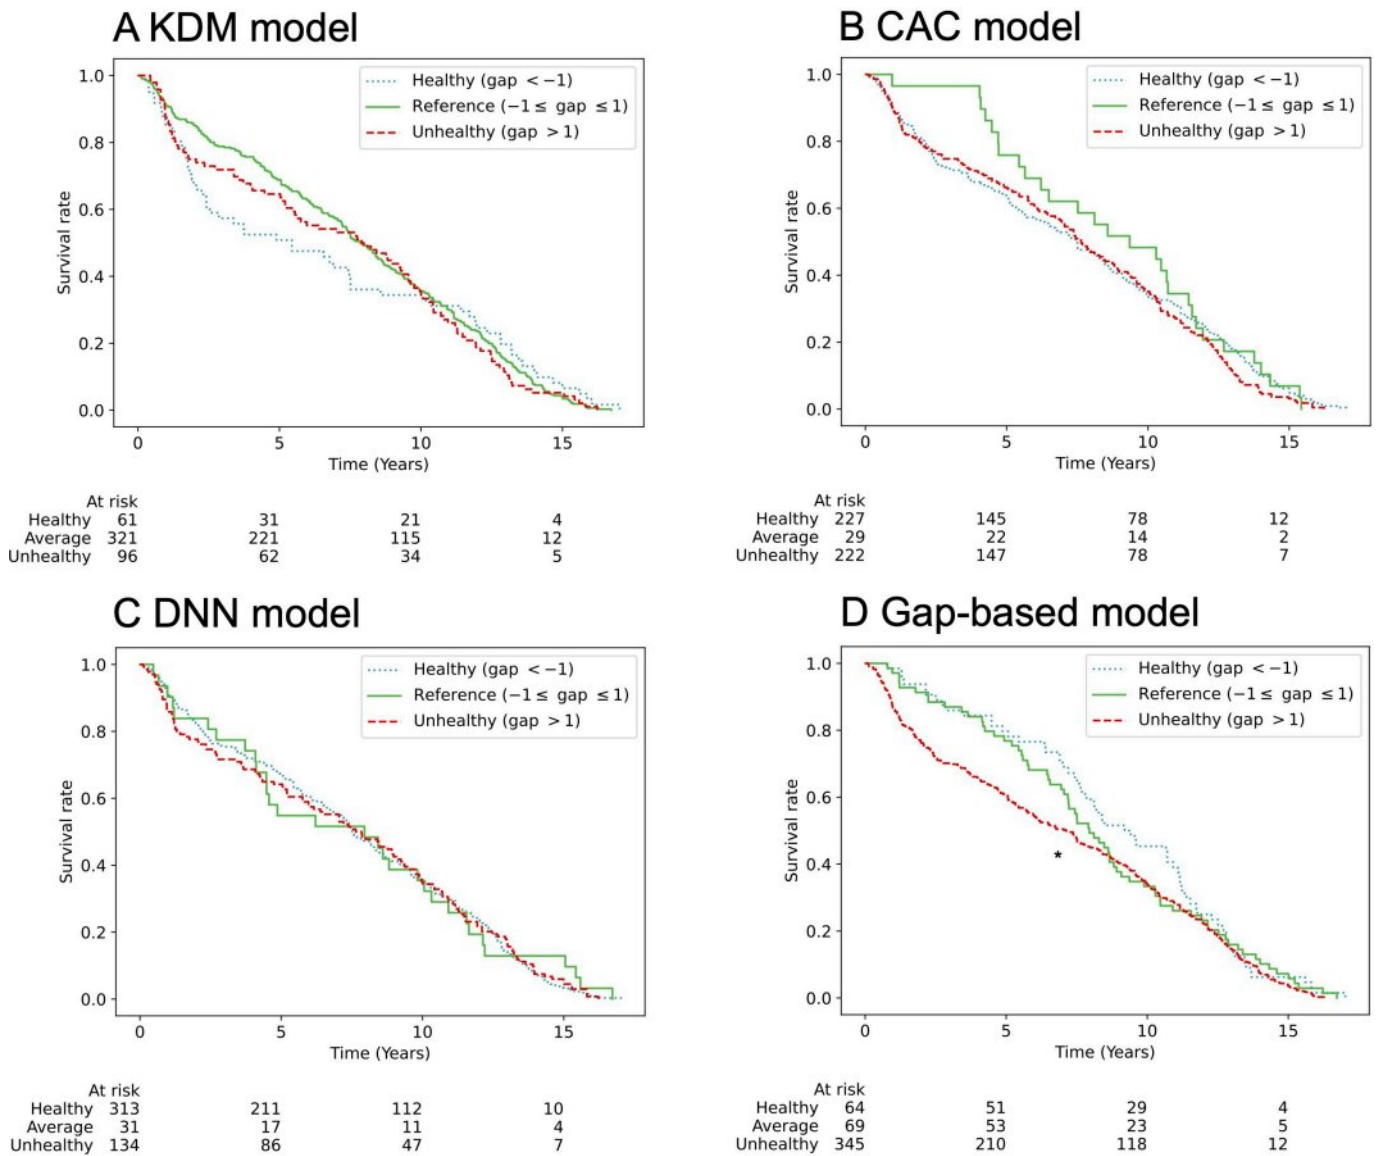 A KDM model
1.0
0.8
0.6
0.4
0.2
0.0
Survival rate
Healthy (gap < −1)
Reference (−1≤ gap ≤1)
Unhealthy (gap >1)
0 5 10 15
Time (Years)
At risk
Healthy 61 31 21 4
Average 321 221 115 12
Unhealthy 96 62 34 5
B CAC model
1.0
0.8
0.6
0.4
0.2
0.0
Survival rate
Healthy (gap < −1)
Reference (−1≤ gap ≤1)
Unhealthy (gap >1)
0 5 10 15
Time (Years)
At risk
Healthy 227 145 78 12
Average 29 22 14 2
Unhealthy 222 147 78 7
C DNN model
1.0
0.8
0.6
0.4
0.2
0.0
Survival rate
Healthy (gap < −1)
Reference (−1≤ gap ≤1)
Unhealthy (gap >1)
0 5 10 15
Time (Years)
At risk
Healthy 313 211 112 10
Average 31 17 11 4
Unhealthy 134 86 47 7
D Gap-based model
1.0
0.8
0.6
0.4
0.2
0.0
Survival rate
Healthy (gap < −1)
Reference (−1≤ gap ≤1)
Unhealthy (gap >1)
*
0 5 10 15
Time (Years)
At risk
Healthy 64 51 29 4
Average 69 53 23 5
Unhealthy 345 210 118 12